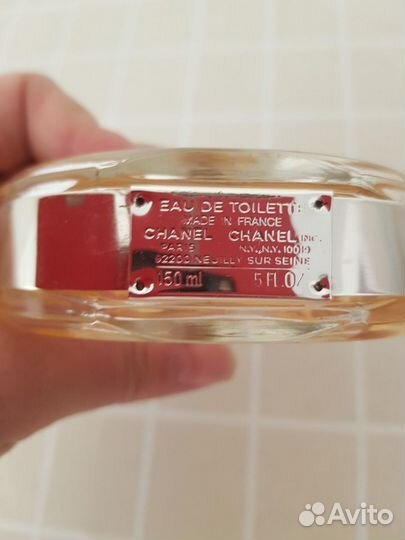 EAU DE TOILETTE
MADE IN FRANCE
CHANEL CHANEL INC.
PARIS N.Y., N.Y. 10019
92200 NEUILLY SUR SEINE
150 ml 5 FL.OZ
Avito